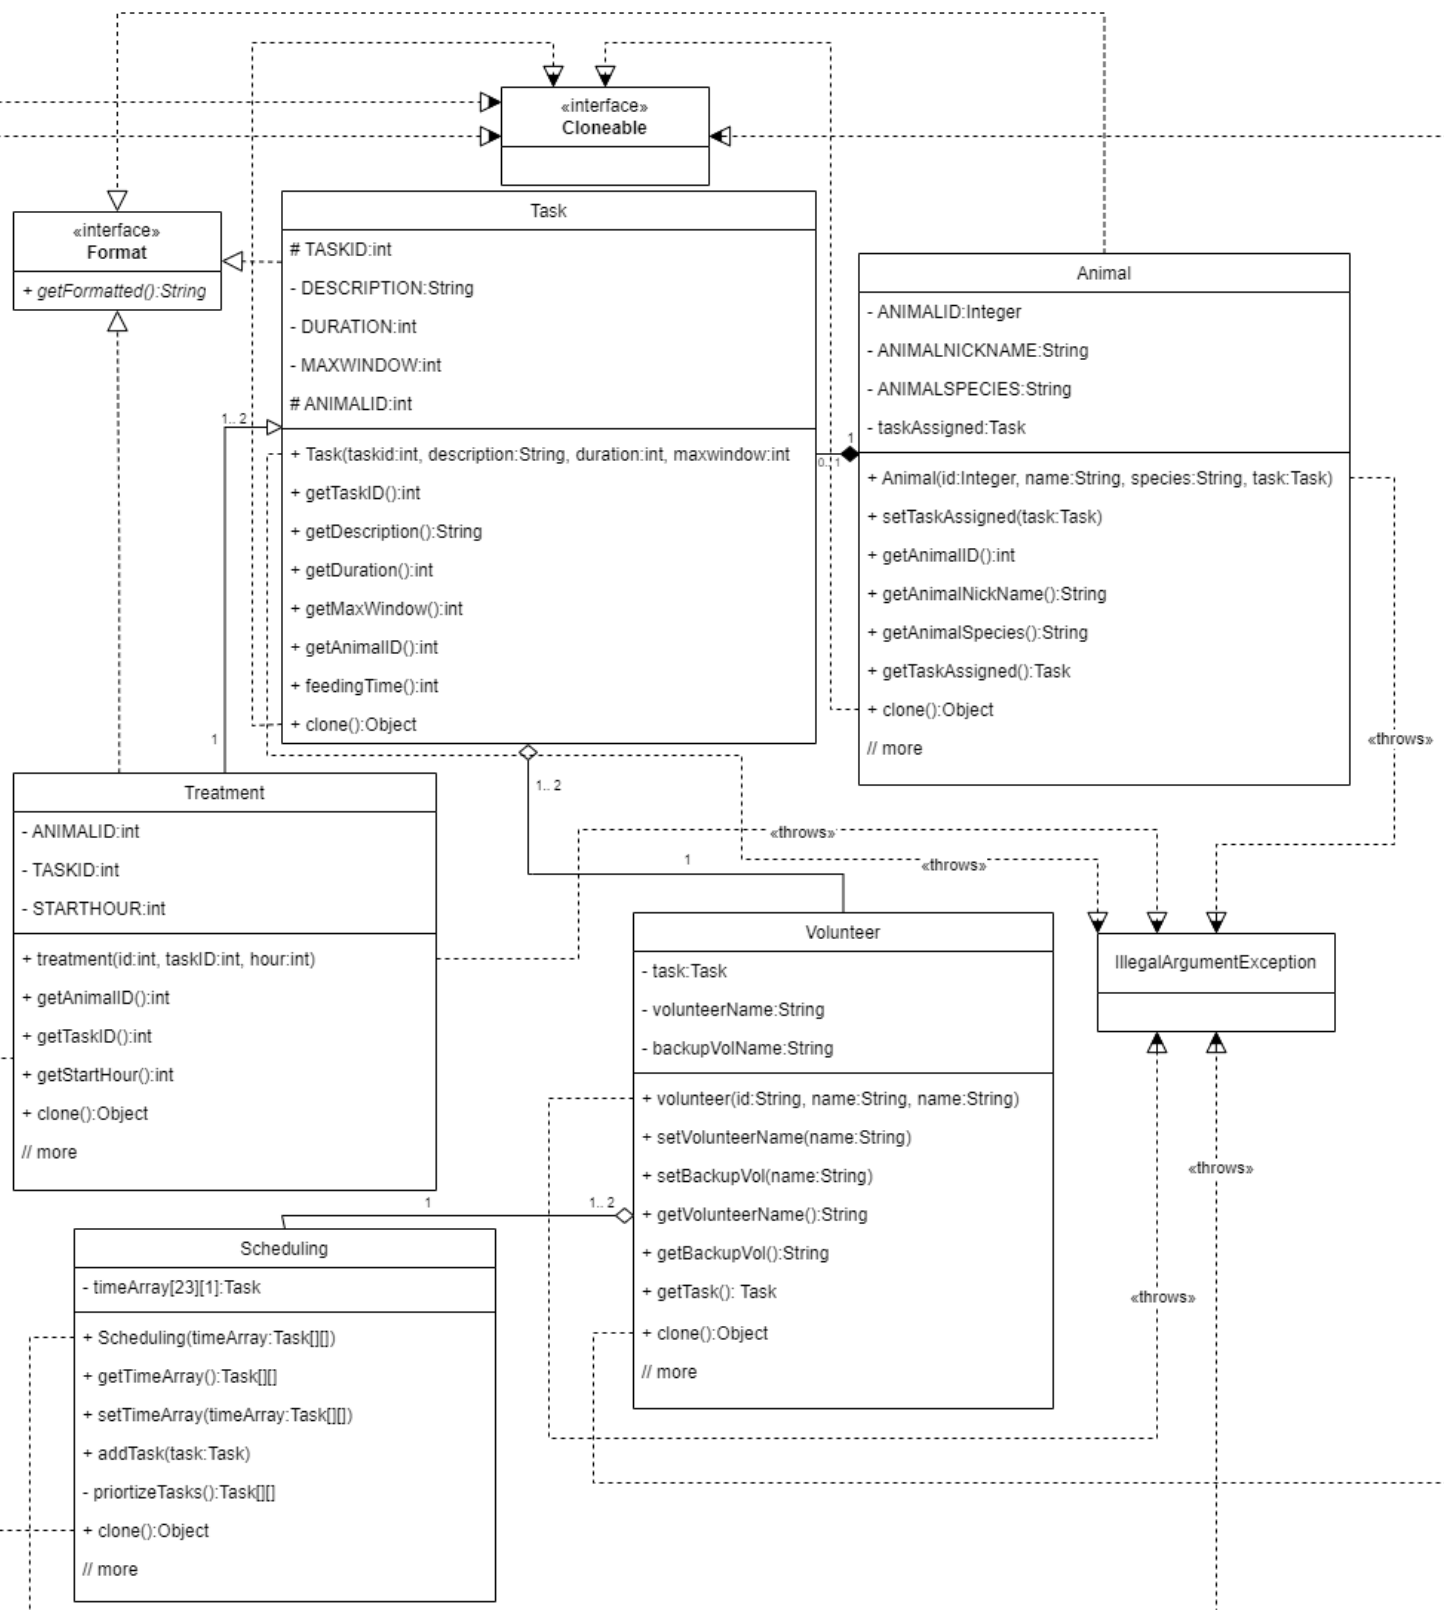 «interface»
Cloneable
«interface»
Format
+ getFormatted():String
Task
# TASKID:int
- DESCRIPTION:String
- DURATION:int
- MAXWINDOW:int
# ANIMALID:int
+ Task(taskid:int, description:String, duration:int, maxwindow:int
+ getTaskID():int
+ getDescription():String
+ getDuration():int
+ getMaxWindow():int
+ getAnimalID():int
+ feedingTime():int
+ clone():Object
Animal
- ANIMALID:Integer
- ANIMALNICKNAME:String
- ANIMALSPECIES:String
- taskAssigned:Task
+ Animal(id:Integer, name:String, species:String, task:Task)
+ setTaskAssigned(task:Task)
+ getAnimalID():int
+ getAnimalNickName():String
+ getAnimalSpecies():String
+ getTaskAssigned():Task
+ clone():Object
// more
1.. 2
1
0..1
1
«throws»
1.. 2
1
«throws»
«throws»
Treatment
- ANIMALID:int
- TASKID:int
- STARTHOUR:int
+ treatment(id:int, taskID:int, hour:int)
+ getAnimalID():int
+ getTaskID():int
+ getStartHour():int
+ clone():Object
// more
Volunteer
- task:Task
- volunteerName:String
- backupVolName:String
+ volunteer(id:String, name:String, name:String)
+ setVolunteerName(name:String)
+ setBackupVol(name:String)
+ getVolunteerName():String
+ getBackupVol():String
+ getTask(): Task
+ clone():Object
// more
IllegalArgumentException
«throws»
«throws»
1
1.. 2
Scheduling
- timeArray[23][1]:Task
+ Scheduling(timeArray:Task[][])
+ getTimeArray():Task[][]
+ setTimeArray(timeArray:Task[][])
+ addTask(task:Task)
- priortizeTasks():Task[][]
+ clone():Object
// more